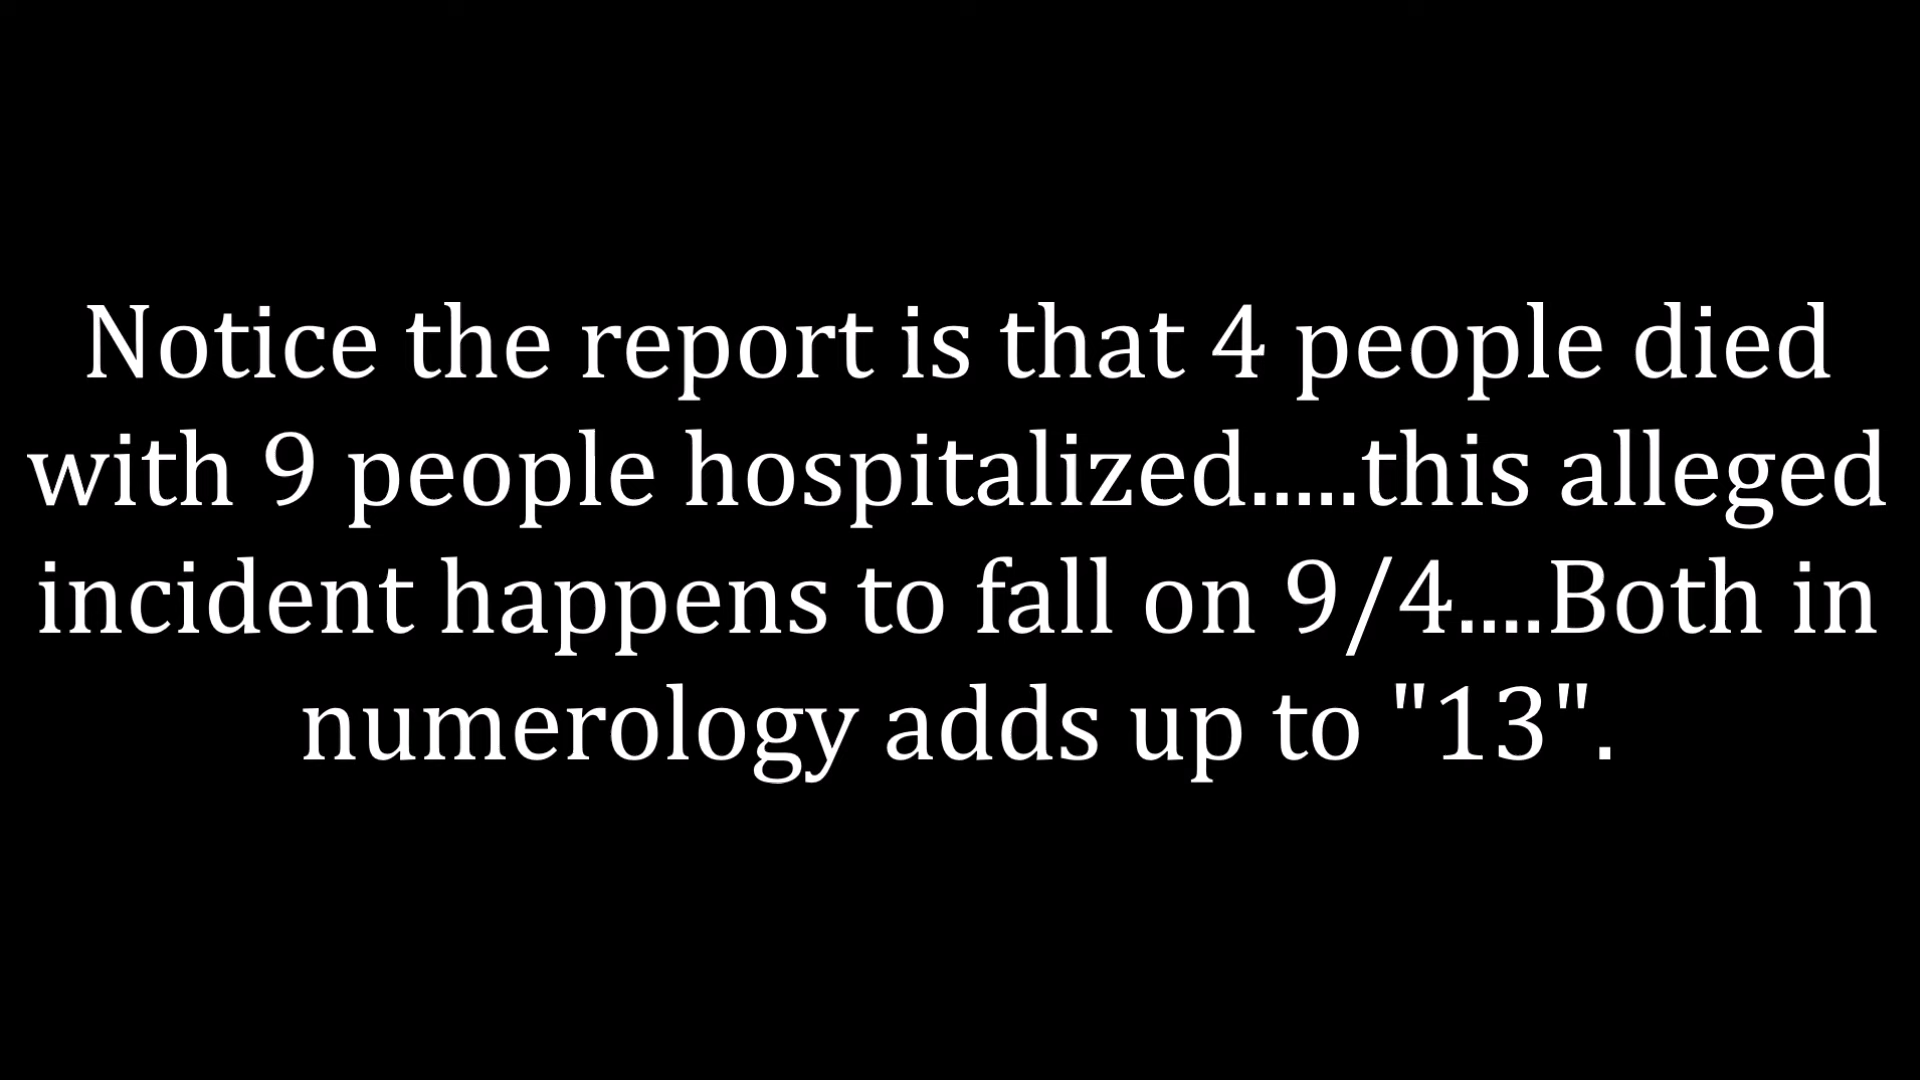 Notice the report is that 4 people died
with 9 people hospitalized.....this alleged
incident happens to fall on 9/4....Both in
numerology adds up to "13".